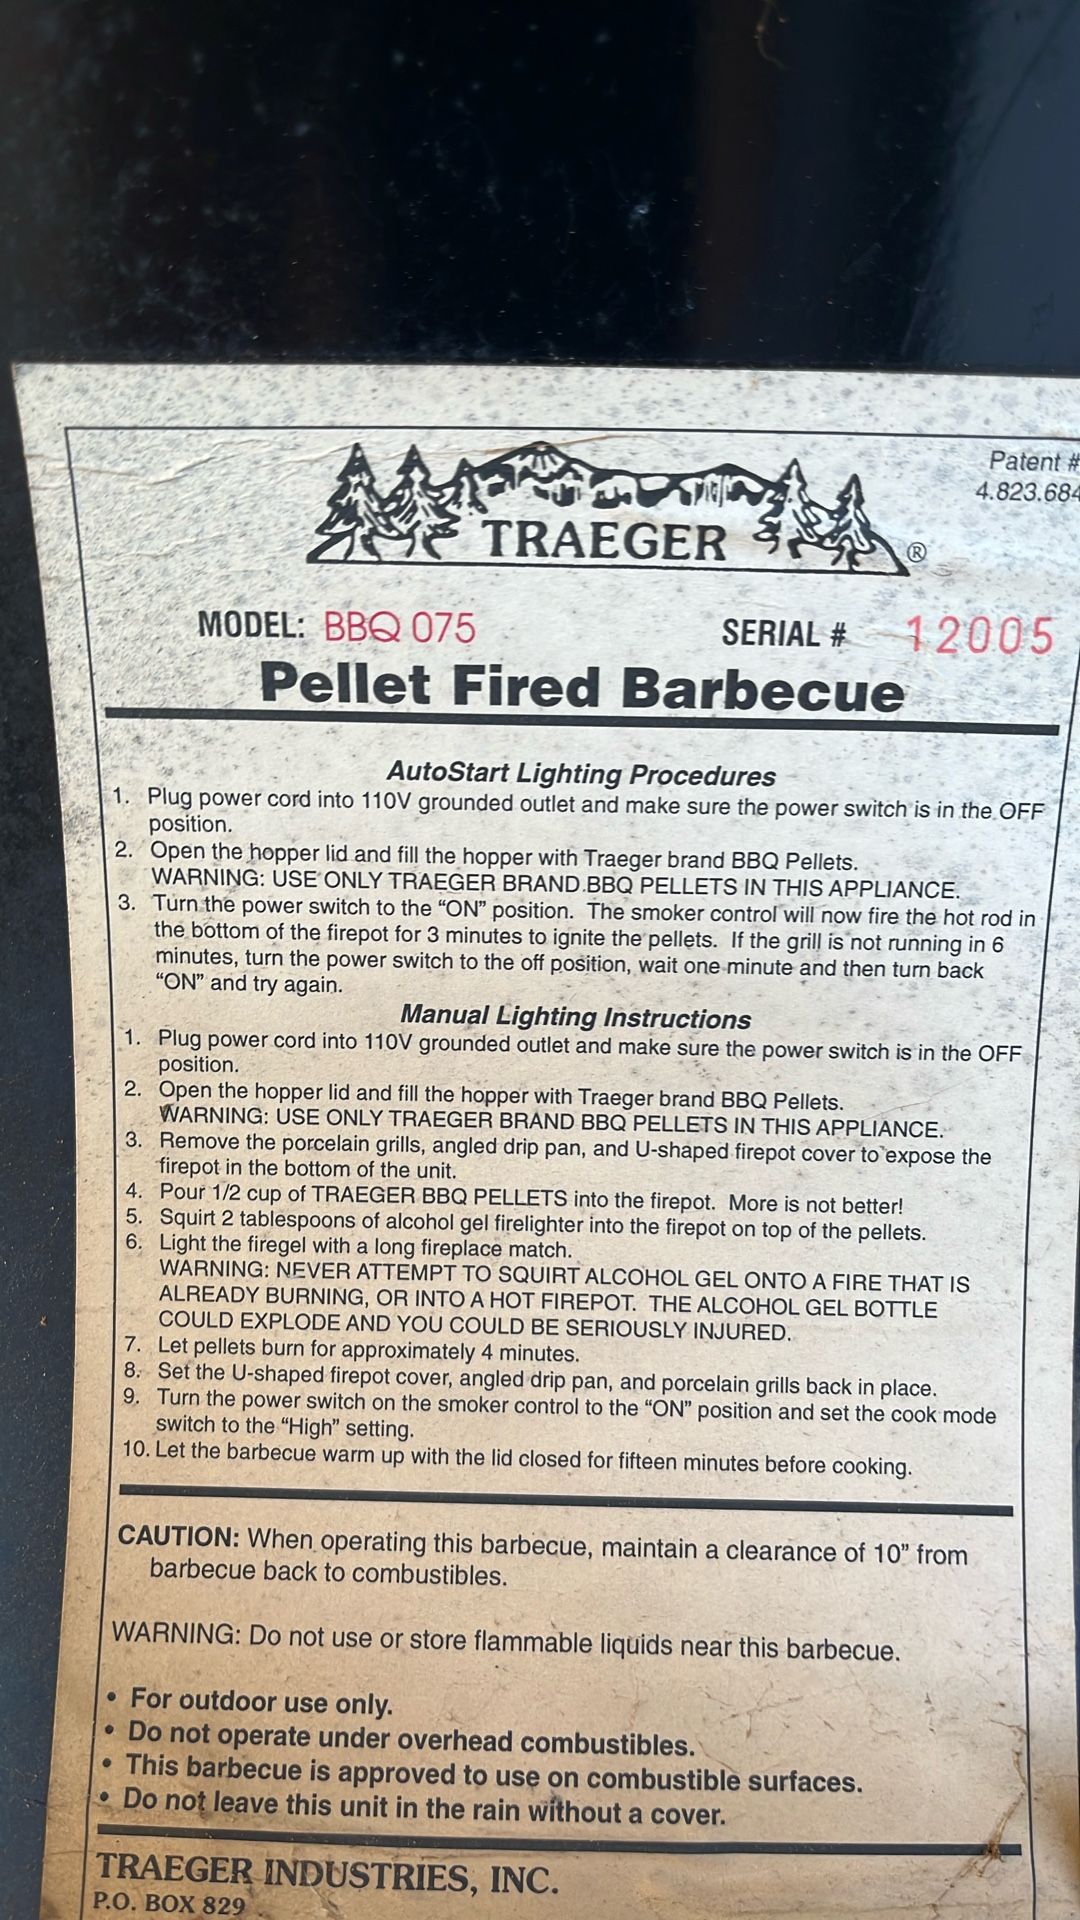 Patent #
4.823.684
TRAEGER ®
MODEL: BBQ 075 SERIAL # 12005
Pellet Fired Barbecue
AutoStart Lighting Procedures
1. Plug power cord into 110V grounded outlet and make sure the power switch is in the OFF
position.
2. Open the hopper lid and fill the hopper with Traeger brand BBQ Pellets.
WARNING: USE ONLY TRAEGER BRAND BBQ PELLETS IN THIS APPLIANCE.
3. Turn the power switch to the “ON” position. The smoker control will now fire the hot rod in
the bottom of the firepot for 3 minutes to ignite the pellets. If the grill is not running in 6
minutes, turn the power switch to the off position, wait one minute and then turn back
“ON” and try again.
Manual Lighting Instructions
1. Plug power cord into 110V grounded outlet and make sure the power switch is in the OFF
position.
2. Open the hopper lid and fill the hopper with Traeger brand BBQ Pellets.
WARNING: USE ONLY TRAEGER BRAND BBQ PELLETS IN THIS APPLIANCE.
3. Remove the porcelain grills, angled drip pan, and U-shaped firepot cover to expose the
firepot in the bottom of the unit.
4. Pour 1/2 cup of TRAEGER BBQ PELLETS into the firepot. More is not better!
5. Squirt 2 tablespoons of alcohol gel firelighter into the firepot on top of the pellets.
6. Light the firegel with a long fireplace match.
WARNING: NEVER ATTEMPT TO SQUIRT ALCOHOL GEL ONTO A FIRE THAT IS
ALREADY BURNING, OR INTO A HOT FIREPOT. THE ALCOHOL GEL BOTTLE
COULD EXPLODE AND YOU COULD BE SERIOUSLY INJURED.
7. Let pellets burn for approximately 4 minutes.
8. Set the U-shaped firepot cover, angled drip pan, and porcelain grills back in place.
9. Turn the power switch on the smoker control to the “ON” position and set the cook mode
switch to the “High” setting.
10. Let the barbecue warm up with the lid closed for fifteen minutes before cooking.
CAUTION: When operating this barbecue, maintain a clearance of 10” from
barbecue back to combustibles.
WARNING: Do not use or store flammable liquids near this barbecue.
• For outdoor use only.
• Do not operate under overhead combustibles.
• This barbecue is approved to use on combustible surfaces.
• Do not leave this unit in the rain without a cover.
TRAEGER INDUSTRIES, INC.
P.O. BOX 829